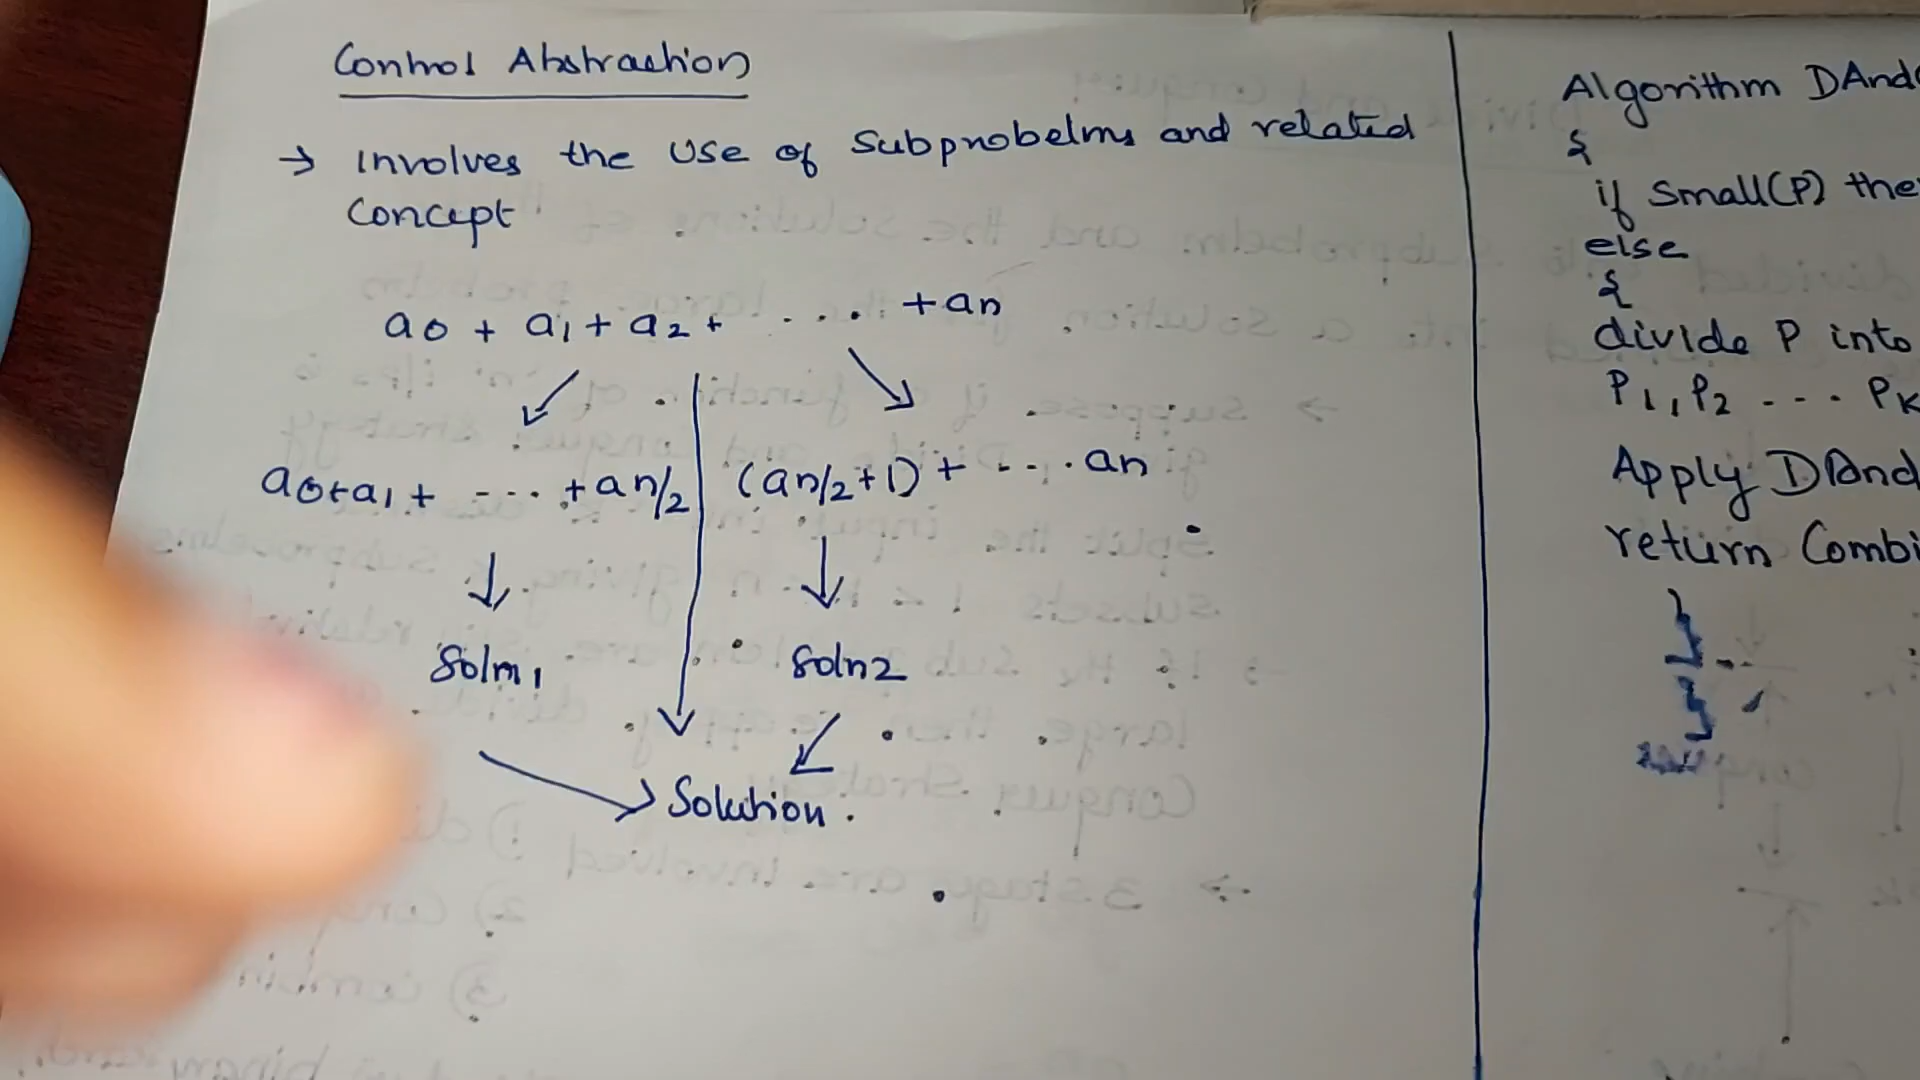 Control Abstraction
→ Involves the Use of Subprobelms and related
Concept
a0 + a1 + a2 + .... + an
a0+a1 + --... + an/2 (an/2+1) + --... an
Soln1 Soln2
Solution.
Algorithm DAnd
{
if Small(P) the
else
{
divide P into
P1, P2 --- . Pk
Apply DAnd
return Combi
}
}